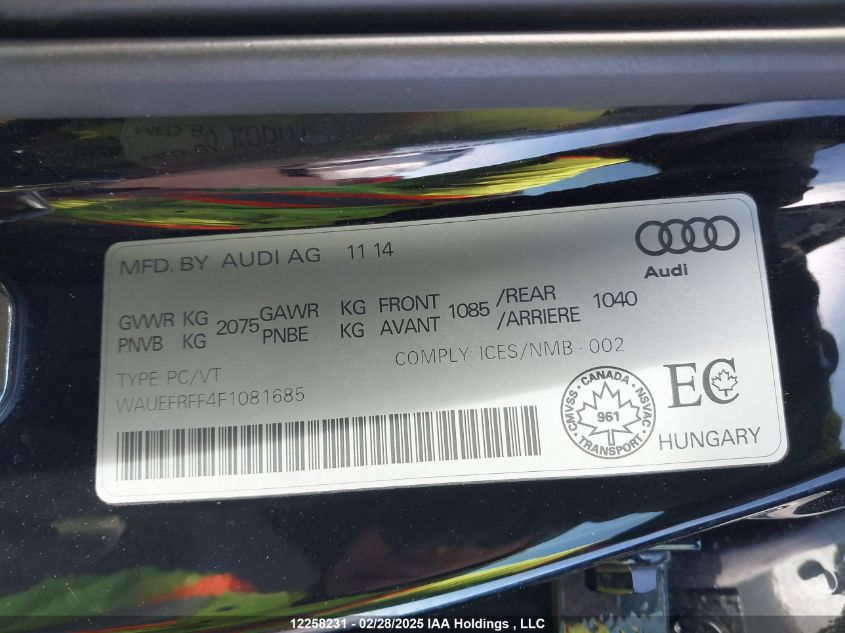 MFD. BY AUDI AG 11 14
Audi
GVWR KG 2075 GAWR KG FRONT 1085 /REAR 1040
PNVB KG PNBE KG AVANT /ARRIERE
COMPLY: ICES/NMB - 002
TYPE: PC/VT
WAUEFRFF4F1081685
CANADA
CMVSS NSVAC
961
TRANSPORT
EC
HUNGARY
12258231 - 02/28/2025 IAA Holdings , LLC